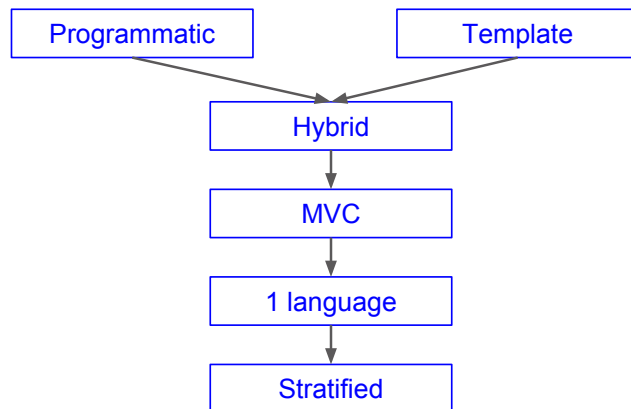 Programmatic
Template
Hybrid
MVC
1 language
Stratified